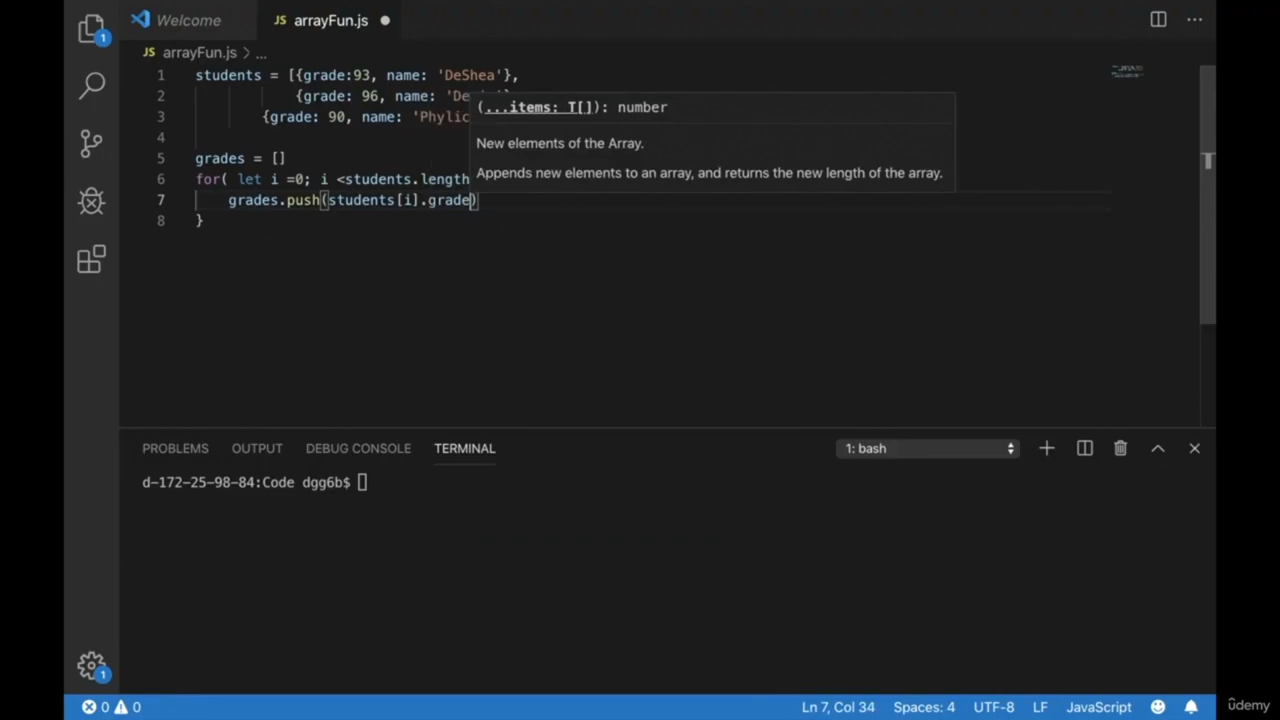 1
Welcome
JS arrayFun.js
JS arrayFun.js > ...
1 students = [{grade:93, name: 'DeShea'},
2 {grade: 96, name: 'De
3 {grade: 90, name: 'Phylic
4
5 grades = []
6 for( let i =0; i <students.length
7 grades.push(students[i].grade)
8 }
(...items: T[]): number
New elements of the Array.
Appends new elements to an array, and returns the new length of the array.
PROBLEMS OUTPUT DEBUG CONSOLE TERMINAL 1: bash
d-172-25-98-84:Code dgg6b$
1
0 0 Ln 7, Col 34 Spaces: 4 UTF-8 LF JavaScript
ûdemy